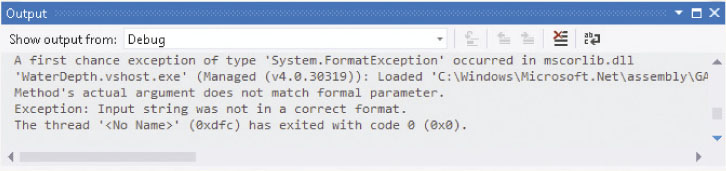 Output
Show output from: Debug
A first chance exception of type 'System.FormatException' occurred in mscorlib.dll
'WaterDepth.vshost.exe' (Managed (v4.0.30319)): Loaded 'C:\Windows\Microsoft.Net\assembly\GA
Method's actual argument does not match formal parameter.
Exception: Input string was not in a correct format.
The thread '<No Name>' (0xdfc) has exited with code 0 (0x0).